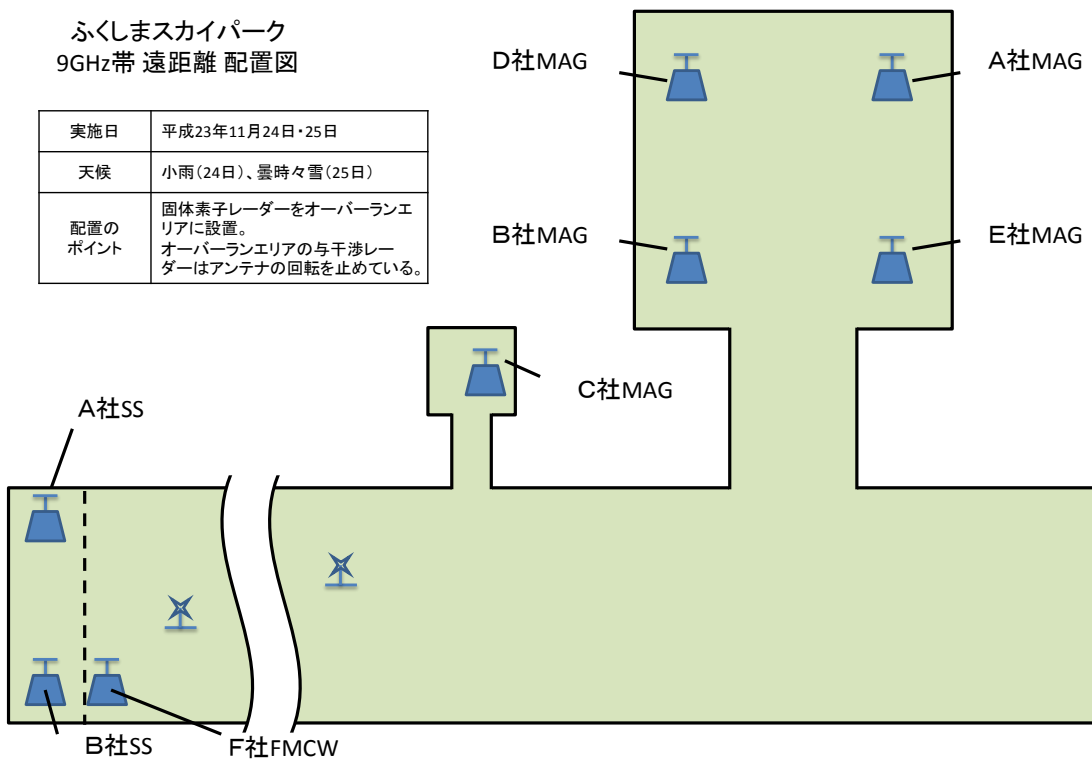 ふくしまスカイパーク
9GHz帯 遠距離 配置図
実施日
平成23年11月24日・25日
天候
小雨(24日)、曇時々雪(25日)
配置の
ポイント
固体素子レーダーをオーバーランエ
リアに設置。
オーバーランエリアの与干渉レー
ダーはアンテナの回転を止めている。
D社MAG
A社MAG
B社MAG
E社MAG
C社MAG
A社SS
B社SS
F社FMCW